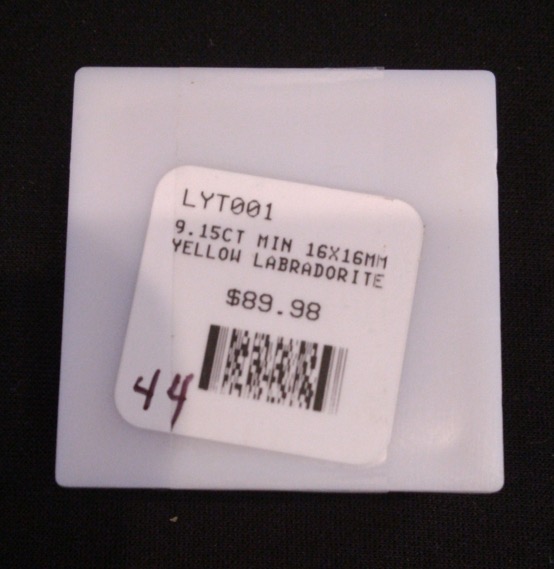 LYT001
9.15CT MIN 16X16MM
YELLOW LABRADORITE
$89.98
44